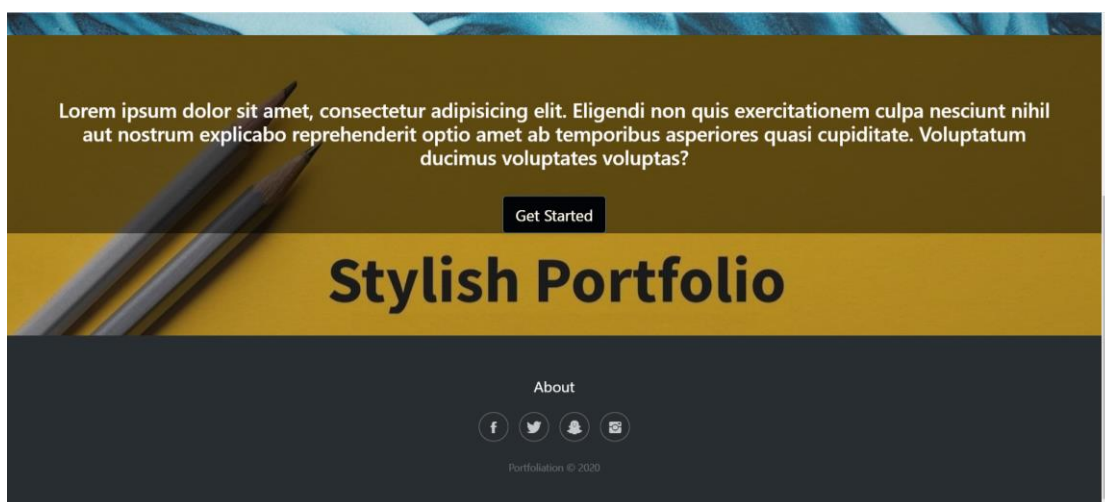 Lorem ipsum dolor sit amet, consectetur adipisicing elit. Eligendi non quis exercitationem culpa nesciunt nihil
aut nostrum explicabo reprehenderit optio amet ab temporibus asperiores quasi cupiditate. Voluptatum
ducimus voluptates voluptas?
Get Started
Stylish Portfolio
About
Portfoliation © 2020